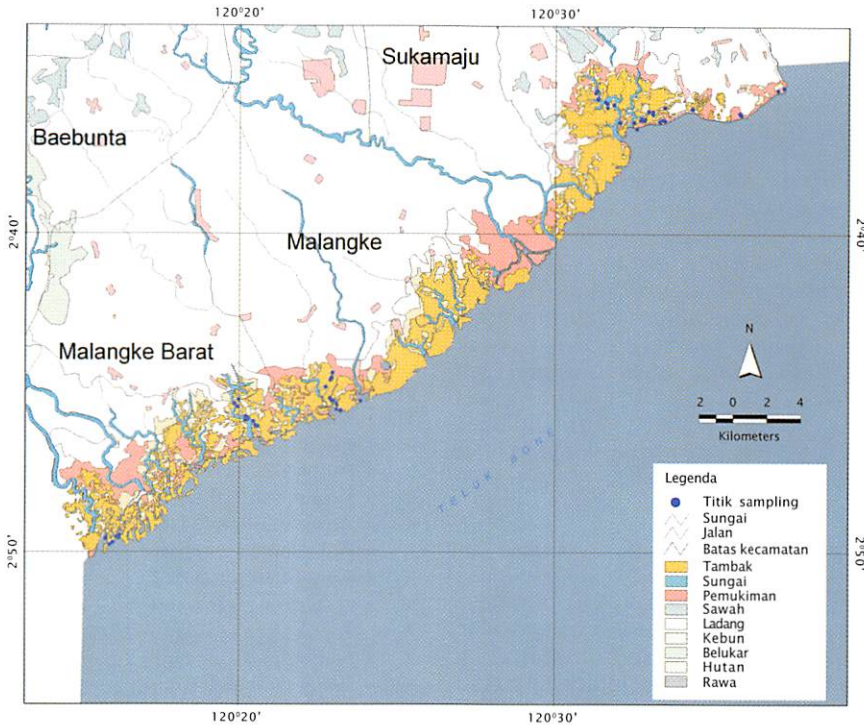 120°20'
120°30'
Sukamaju
Baebunta
2°40'
2°40'
Malangke
Malangke Barat
N
2 0 2 4
Kilometers
TELUK BONE
Legenda
Titik sampling
Sungai
Jalan
Batas kecamatan
Tambak
Sungai
Pemukiman
Sawah
Ladang
Kebun
Belukar
Hutan
Rawa
2°50'
2°50'
120°20'
120°30'